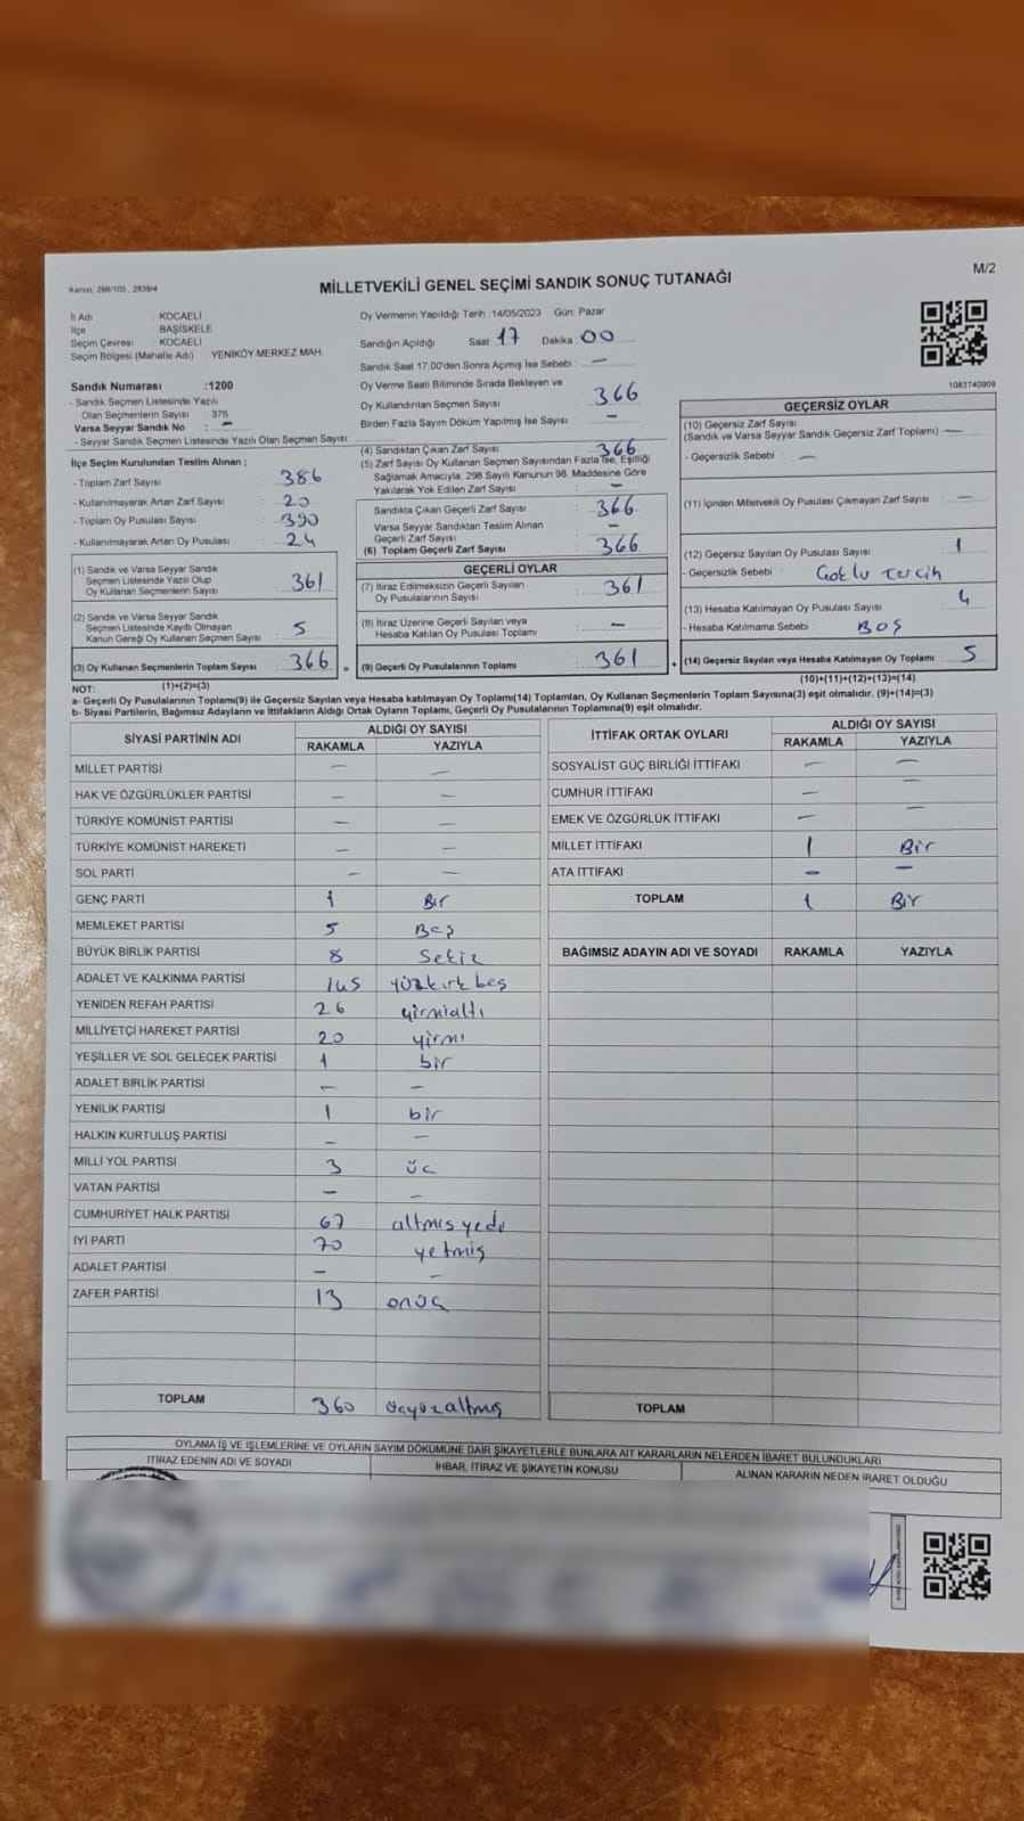 Kanun: 298/105, 2839/4
MİLLETVEKİLİ GENEL SEÇİMİ SANDIK SONUÇ TUTANAĞI
M/2
İl Adı : KOCAELİ
İlçe : BAŞİSKELE
Seçim Çevresi : KOCAELİ
Seçim Bölgesi (Mahalle Adı) : YENİKÖY MERKEZ MAH.
Sandık Numarası :1200
- Sandık Seçmen Listesinde Yazılı
Olan Seçmenlerin Sayısı :
Varsa Seyyar Sandık No : –
- Seyyar Sandık Seçmen Listesinde Yazılı Olan Seçmen Sayısı:
İlçe Seçim Kurulundan Teslim Alınan ;
- Toplam Zarf Sayısı : 386
- Kullanılmayarak Artan Zarf Sayısı : 20
- Toplam Oy Pusulası Sayısı : 390
- Kullanılmayarak Artan Oy Pusulası : 24
(1) Sandık ve Varsa Seyyar Sandık
Seçmen Listesinde Yazılı Olup
Oy Kullanan Seçmenlerin Sayısı : 361
(2) Sandık ve Varsa Seyyar Sandık
Seçmen Listesinde Kayıtlı Olmayan
Kanun Gereği Oy Kullanan Seçmen Sayısı : 5
(3) Oy Kullanan Seçmenlerin Toplam Sayısı : 366
(1)+(2)=(3)
Oy Vermenin Yapıldığı Tarih :14/05/2023 Gün: Pazar
Sandığın Açıldığı Saat 17 Dakika 00
Sandık Saat 17.00'den Sonra Açılmış İse Sebebi : –
Oy Verme Saati Bitiminde Sırada Bekleyen ve
Oy Kullandırılan Seçmen Sayısı : 366
Birden Fazla Sayım Döküm Yapılmış İse Sayısı : –
(4) Sandıktan Çıkan Zarf Sayısı : 366
(5) Zarf Sayısı Oy Kullanan Seçmen Sayısından Fazla İse, Eşitliği
Sağlamak Amacıyla, 298 Sayılı Kanunun 98. Maddesine Göre
Yakılarak Yok Edilen Zarf Sayısı : –
Sandıkta Çıkan Geçerli Zarf Sayısı : 366
Varsa Seyyar Sandıktan Teslim Alınan
Geçerli Zarf Sayısı : –
(6) Toplam Geçerli Zarf Sayısı : 366
GEÇERLİ OYLAR
(7) İtiraz Edilmeksizin Geçerli Sayılan
Oy Pusulalarının Sayısı : 361
(8) İtiraz Üzerine Geçerli Sayılan veya
Hesaba Katılan Oy Pusulası Toplamı : –
(9) Geçerli Oy Pusulalarının Toplamı : 361
1083740909
GEÇERSİZ OYLAR
(10) Geçersiz Zarf Sayısı
(Sandık ve Varsa Seyyar Sandık Geçersiz Zarf Toplamı) –
- Geçersizlik Sebebi : –
(11) İçinden Milletvekili Oy Pusulası Çıkmayan Zarf Sayısı : –
(12) Geçersiz Sayılan Oy Pusulası Sayısı : 1
- Geçersizlik Sebebi : Çoklu tercih
(13) Hesaba Katılmayan Oy Pusulası Sayısı : 4
- Hesaba Katılmama Sebebi : BOŞ
(14) Geçersiz Sayılan veya Hesaba Katılmayan Oy Toplamı : 5
(10)+(11)+(12)+(13)=(14)
NOT:
a- Geçerli Oy Pusulalarının Toplamı(9) ile Geçersiz Sayılan veya Hesaba katılmayan Oy Toplamı(14) Toplamları, Oy Kullanan Seçmenlerin Toplam Sayısına(3) eşit olmalıdır. (9)+(14)=(3)
b- Siyasi Partilerin, Bağımsız Adayların ve İttifakların Aldığı Ortak Oyların Toplamı, Geçerli Oy Pusulalarının Toplamına(9) eşit olmalıdır.
SİYASİ PARTİNİN ADI ALDIĞI OY SAYISI
RAKAMLA YAZIYLA
MİLLET PARTİSİ – –
HAK VE ÖZGÜRLÜKLER PARTİSİ – –
TÜRKİYE KOMÜNİST PARTİSİ – –
TÜRKİYE KOMÜNİST HAREKETİ – –
SOL PARTİ – –
GENÇ PARTİ 1 Bir
MEMLEKET PARTİSİ 5 Beş
BÜYÜK BİRLİK PARTİSİ 8 Sekiz
ADALET VE KALKINMA PARTİSİ 145 yüzkırkbeş
YENİDEN REFAH PARTİSİ 26 yirmialtı
MİLLİYETÇİ HAREKET PARTİSİ 20 yirmi
YEŞİLLER VE SOL GELECEK PARTİSİ 1 bir
ADALET BİRLİK PARTİSİ – –
YENİLİK PARTİSİ 1 bir
HALKIN KURTULUŞ PARTİSİ – –
MİLLİ YOL PARTİSİ 3 üç
VATAN PARTİSİ – –
CUMHURİYET HALK PARTİSİ 67 altmışyedi
İYİ PARTİ 70 yetmiş
ADALET PARTİSİ – –
ZAFER PARTİSİ 13 onüç
TOPLAM 360 üçyüzaltmış
İTTİFAK ORTAK OYLARI ALDIĞI OY SAYISI
RAKAMLA YAZIYLA
SOSYALİST GÜÇ BİRLİĞİ İTTİFAKI – –
CUMHUR İTTİFAKI – –
EMEK VE ÖZGÜRLÜK İTTİFAKI – –
MİLLET İTTİFAKI 1 Bir
ATA İTTİFAKI – –
TOPLAM 1 Bir
BAĞIMSIZ ADAYIN ADI VE SOYADI RAKAMLA YAZIYLA
TOPLAM
OYLAMA İŞ VE İŞLEMLERİNE VE OYLARIN SAYIM DÖKÜMÜNE DAİR ŞİKAYETLERLE BUNLARA AİT KARARLARIN NELERDEN İBARET BULUNDUKLARI
İTİRAZ EDENİN ADI VE SOYADI
İHBAR, İTİRAZ VE ŞİKAYETİN KONUSU
ALINAN KARARIN NEDEN İBARET OLDUĞU